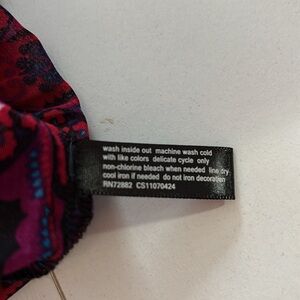 wash inside out machine wash cold
with like colors delicate cycle only
non-chlorine bleach when needed line dry
cool iron if needed do not iron decoration
RN72882 CS11070424